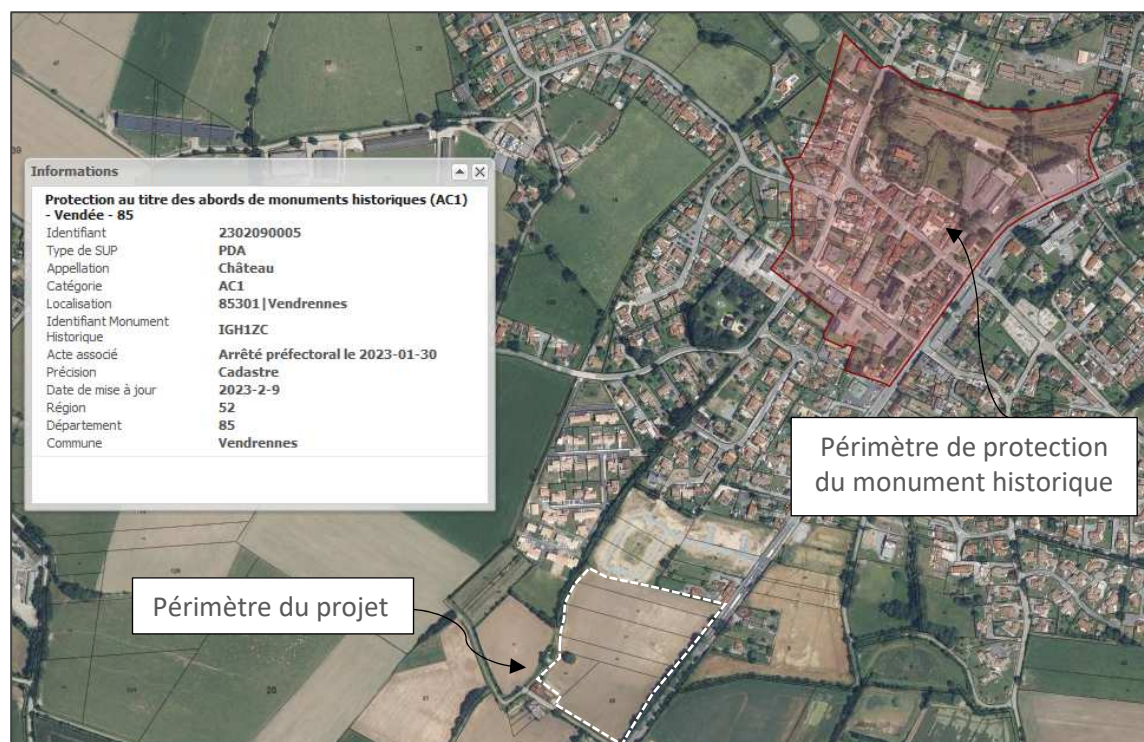 Informations
Protection au titre des abords de monuments historiques (AC1)
- Vendée - 85
Identifiant 2302090005
Type de SUP PDA
Appellation Château
Catégorie AC1
Localisation 85301|Vendrennes
Identifiant Monument
Historique IGH1ZC
Acte associé Arrêté préfectoral le 2023-01-30
Précision Cadastre
Date de mise à jour 2023-2-9
Région 52
Département 85
Commune Vendrennes
Périmètre de protection
du monument historique
Périmètre du projet
20